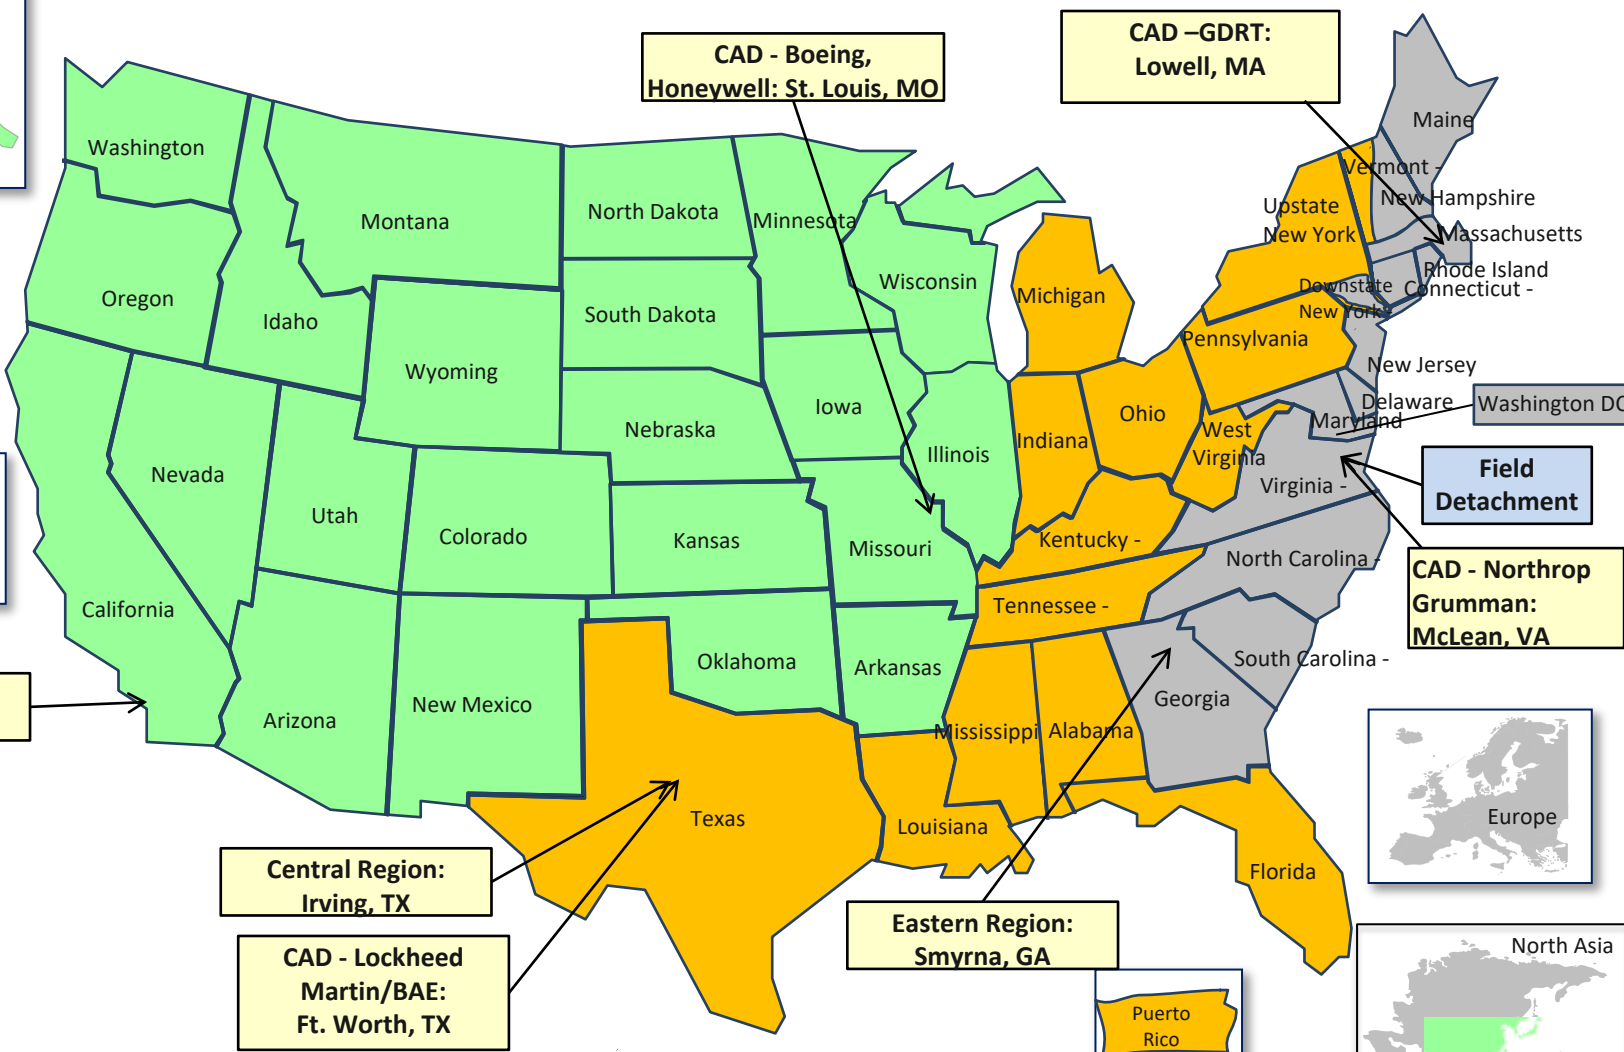 CAD - Boeing,
Honeywell: St. Louis, MO
CAD –GDRT:
Lowell, MA
Maine
Washington
Vermont -
New Hampshire
Montana
North Dakota
Minnesota
Upstate
New York
Massachusetts
Oregon
Idaho
South Dakota
Wisconsin
Michigan
Rhode Island
Connecticut -
Downstate
New York -
Pennsylvania
New Jersey
Wyoming
Iowa
Ohio
Delaware
Washington DC
Maryland
Nebraska
Indiana
West
Virginia
Illinois
Nevada
Virginia -
Field
Detachment
Utah
Colorado
Kansas
Missouri
Kentucky -
North Carolina -
CAD - Northrop
Grumman:
McLean, VA
California
Tennessee -
Oklahoma
Arkansas
South Carolina -
Georgia
New Mexico
Arizona
Mississippi
Alabama
Texas
Louisiana
Europe
Florida
Central Region:
Irving, TX
Eastern Region:
Smyrna, GA
CAD - Lockheed
Martin/BAE:
Ft. Worth, TX
North Asia
Puerto
Rico